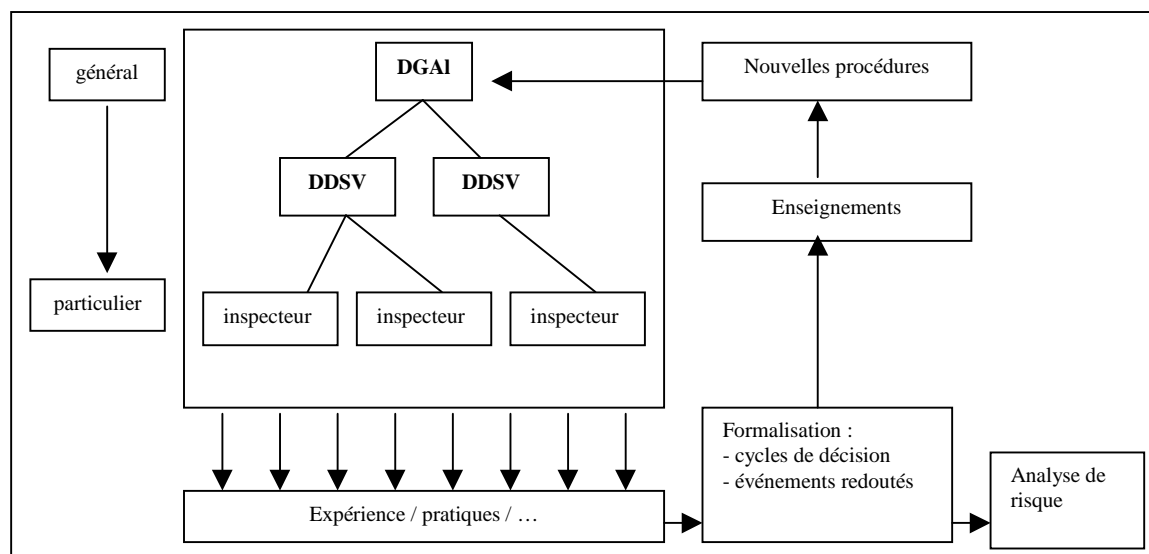 général
DGAl
Nouvelles procédures
DDSV
DDSV
Enseignements
particulier
inspecteur
inspecteur
inspecteur
Formalisation :
- cycles de décision
- événements redoutés
Analyse de
risque
Expérience / pratiques / …